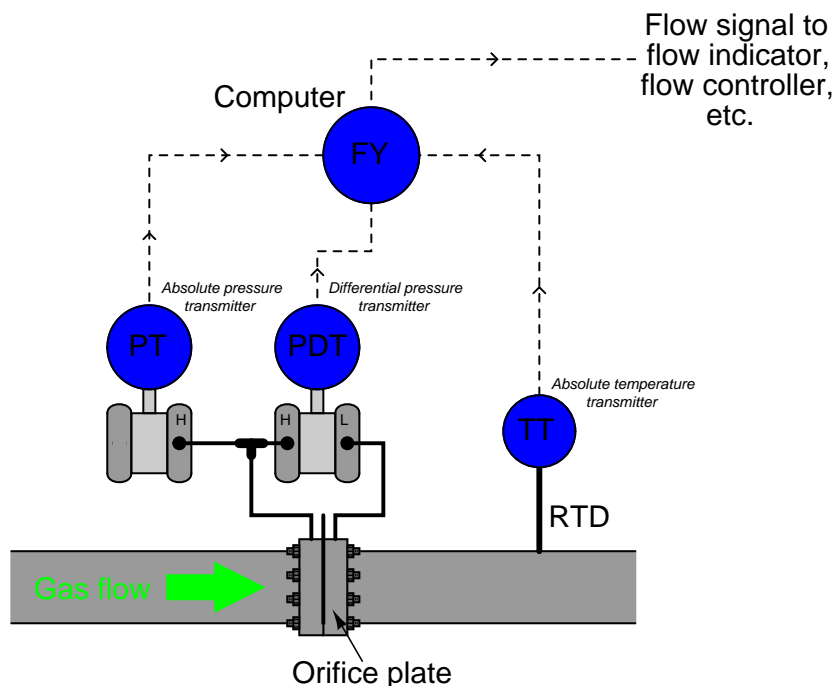 Flow signal to
flow indicator,
flow controller,
etc.
Computer
FY
Absolute pressure
transmitter
Differential pressure
transmitter
PT
PDT
Absolute temperature
transmitter
TT
H
H
L
RTD
Gas flow
Orifice plate